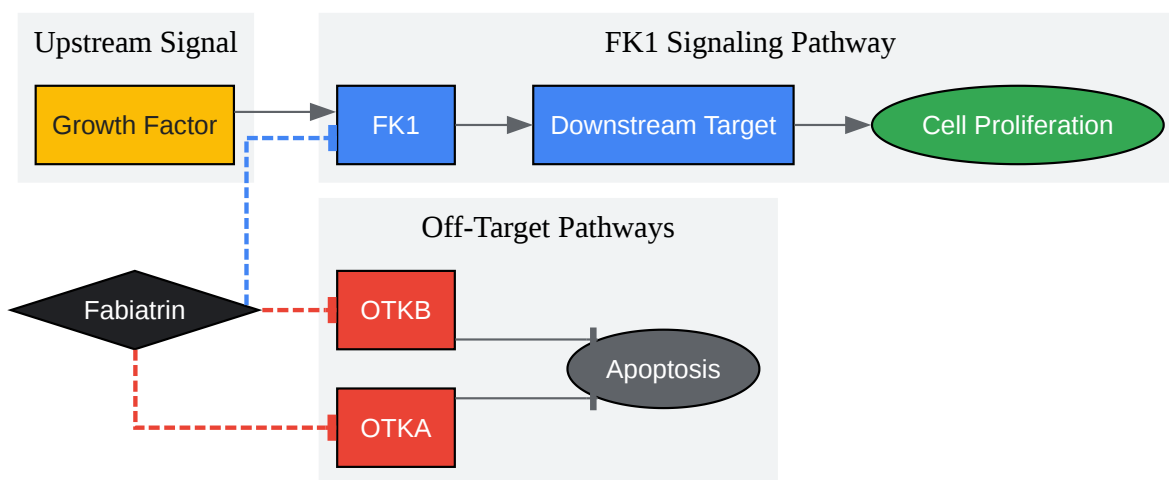 Upstream Signal
FK1 Signaling Pathway
Growth Factor
FK1
Downstream Target
Cell Proliferation
Off-Target Pathways
Fabiatrin
OTKB
Apoptosis
OTKA